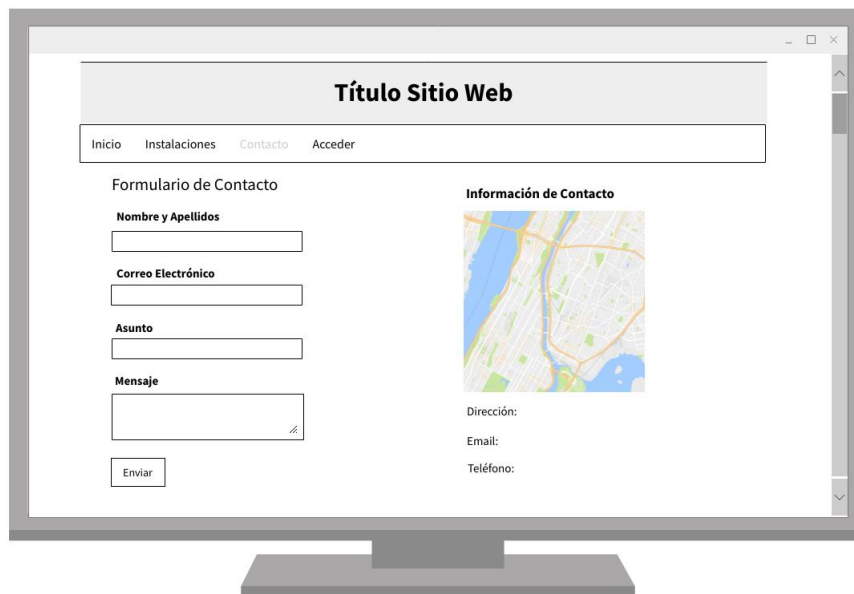 Título Sitio Web
Inicio Instalaciones Contacto Acceder
Formulario de Contacto
Nombre y Apellidos
Correo Electrónico
Asunto
Mensaje
Enviar
Información de Contacto
Dirección:
Email:
Teléfono: